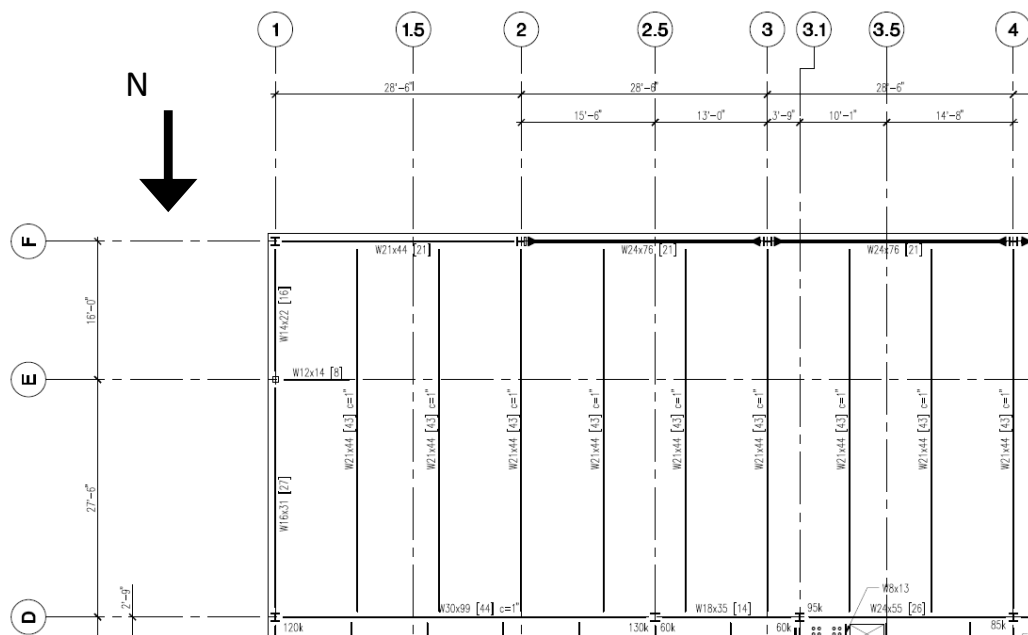 1 1.5 2 2.5 3 3.1 3.5 4
N
28'-6" 28'-6" 28'-6"
15'-6" 13'-0" 3'-9" 10'-1" 14'-8"
F
W21x44 [21] W24x76 [21] W24x76 [21]
16'-0"
W14x22 [16]
E
W12x14 [8]
W21x44 [43] c=1"
W21x44 [43] c=1"
W21x44 [43] c=1"
W21x44 [43] c=1"
W21x44 [43] c=1"
W21x44 [43] c=1"
W21x44 [43] c=1"
W21x44 [43] c=1"
W21x44 [43] c=1"
27'-6"
W16x31 [27]
W8x13
2'-9"
D
W30x99 [44] c=1" W18x35 [14] 95k W24x55 [26]
120k 130k 60k 60k 85k